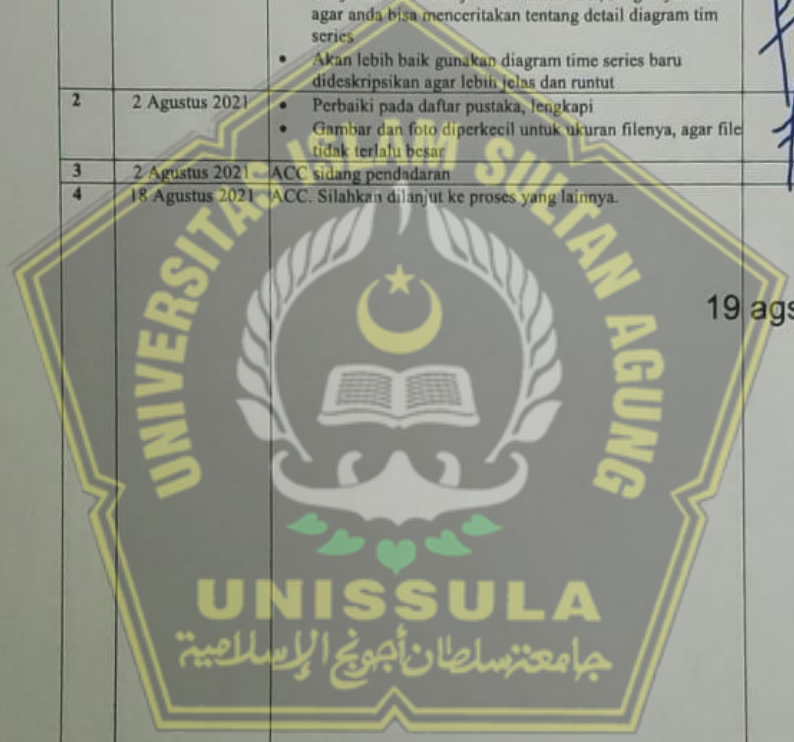 agar anda bisa menceritakan tentang detail diagram tim
series
• Akan lebih baik gunakan diagram time series baru
dideskripsikan agar lebih jelas dan runtut
2 2 Agustus 2021 • Perbaiki pada daftar pustaka, lengkapi
• Gambar dan foto diperkecil untuk ukuran filenya, agar file
tidak terlalu besar
3 2 Agustus 2021 ACC sidang pendadaran
4 18 Agustus 2021 ACC. Silahkan dilanjut ke proses yang lainnya.
19 ags
UNIVERSITAS ISLAM SULTAN AGUNG
UNISSULA
جامعة سلطان أجونج الإسلامية